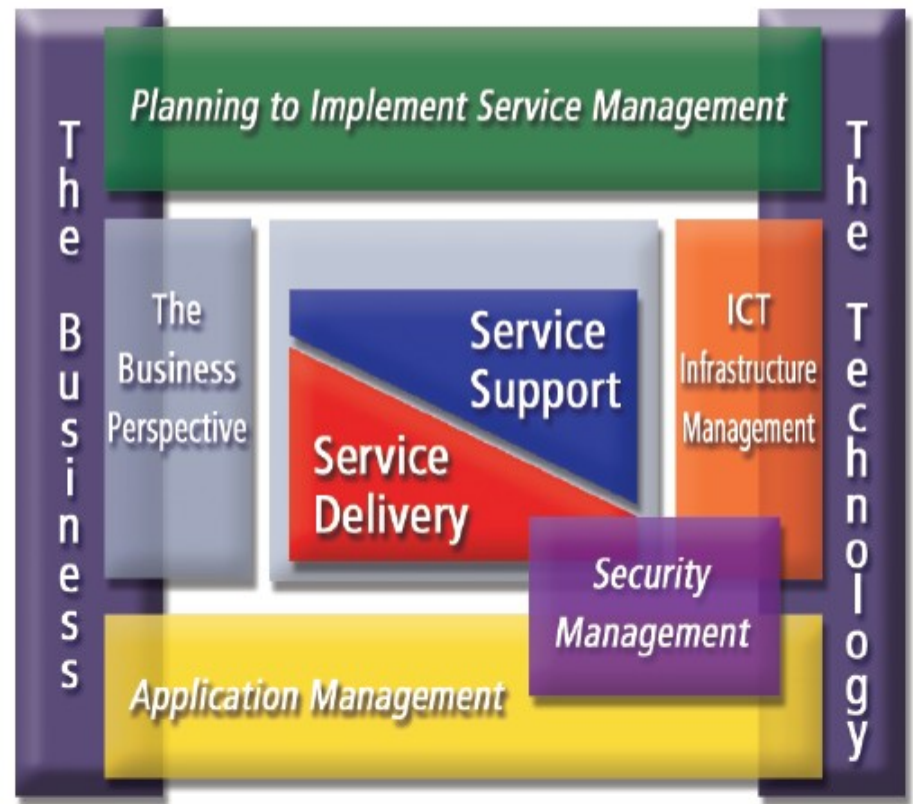 The Business
Planning to Implement Service Management
The Technology
The
Business
Perspective
Service
Support
Service
Delivery
ICT
Infrastructure
Management
Security
Management
Application Management